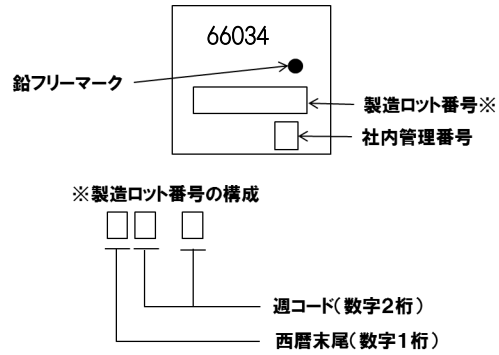 66034
鉛フリーマーク
製造ロット番号※
社内管理番号
※製造ロット番号の構成
週コード(数字2桁)
西暦末尾(数字1桁)